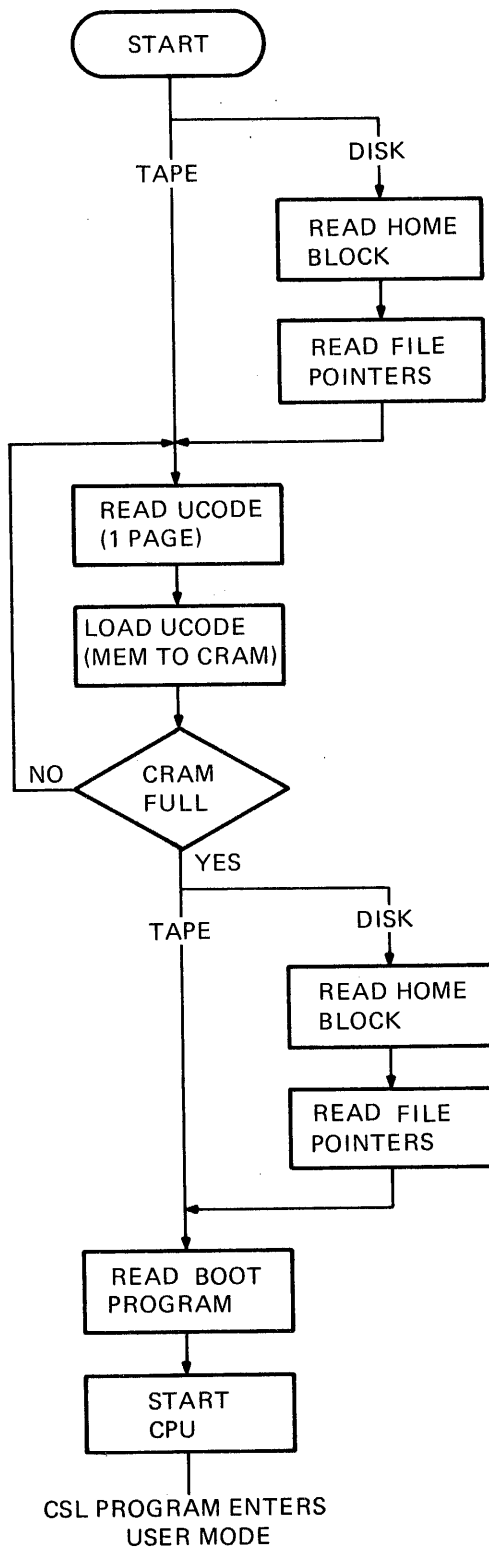 START
TAPE
DISK
READ HOME
BLOCK
READ FILE
POINTERS
READ UCODE
(1 PAGE)
LOAD UCODE
(MEM TO CRAM)
CRAM
FULL
NO
YES
TAPE
DISK
READ HOME
BLOCK
READ FILE
POINTERS
READ BOOT
PROGRAM
START
CPU
CSL PROGRAM ENTERS
USER MODE